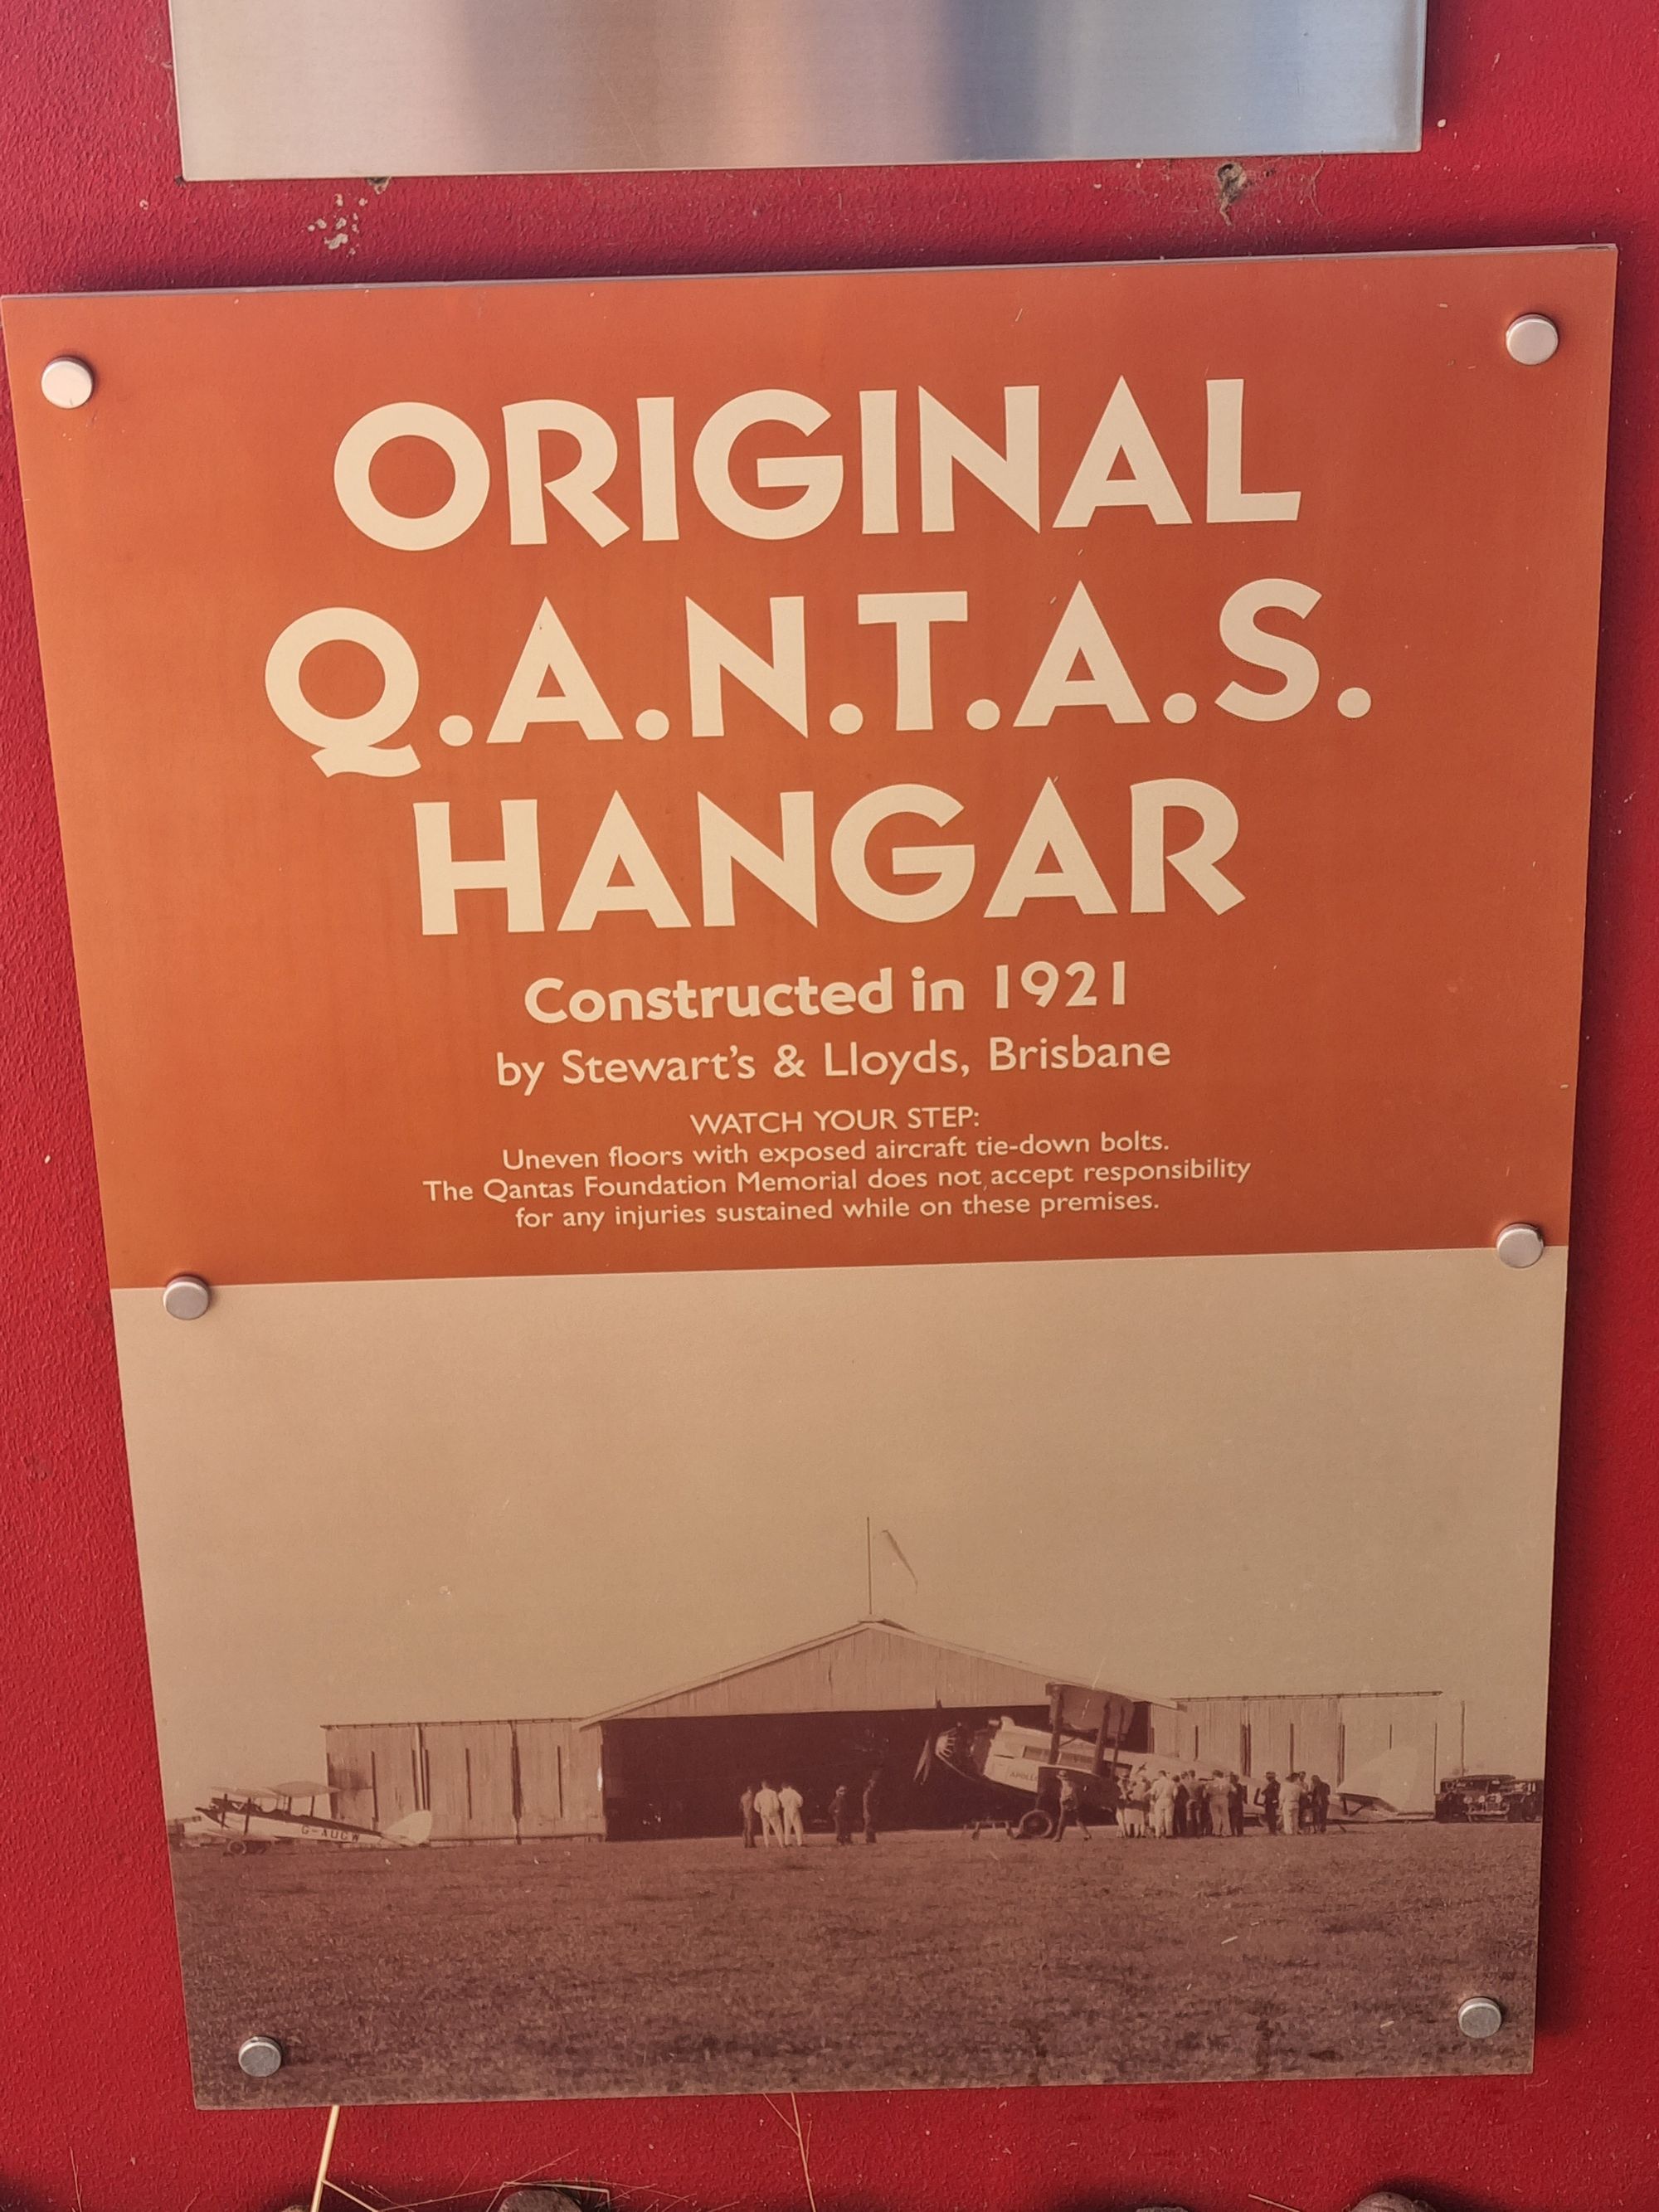 ORIGINAL
Q.A.N.T.A.S.
HANGAR
Constructed in 1921
by Stewart's & Lloyds, Brisbane
WATCH YOUR STEP:
Uneven floors with exposed aircraft tie-down bolts.
The Qantas Foundation Memorial does not accept responsibility
for any injuries sustained while on these premises.
G-AUGW